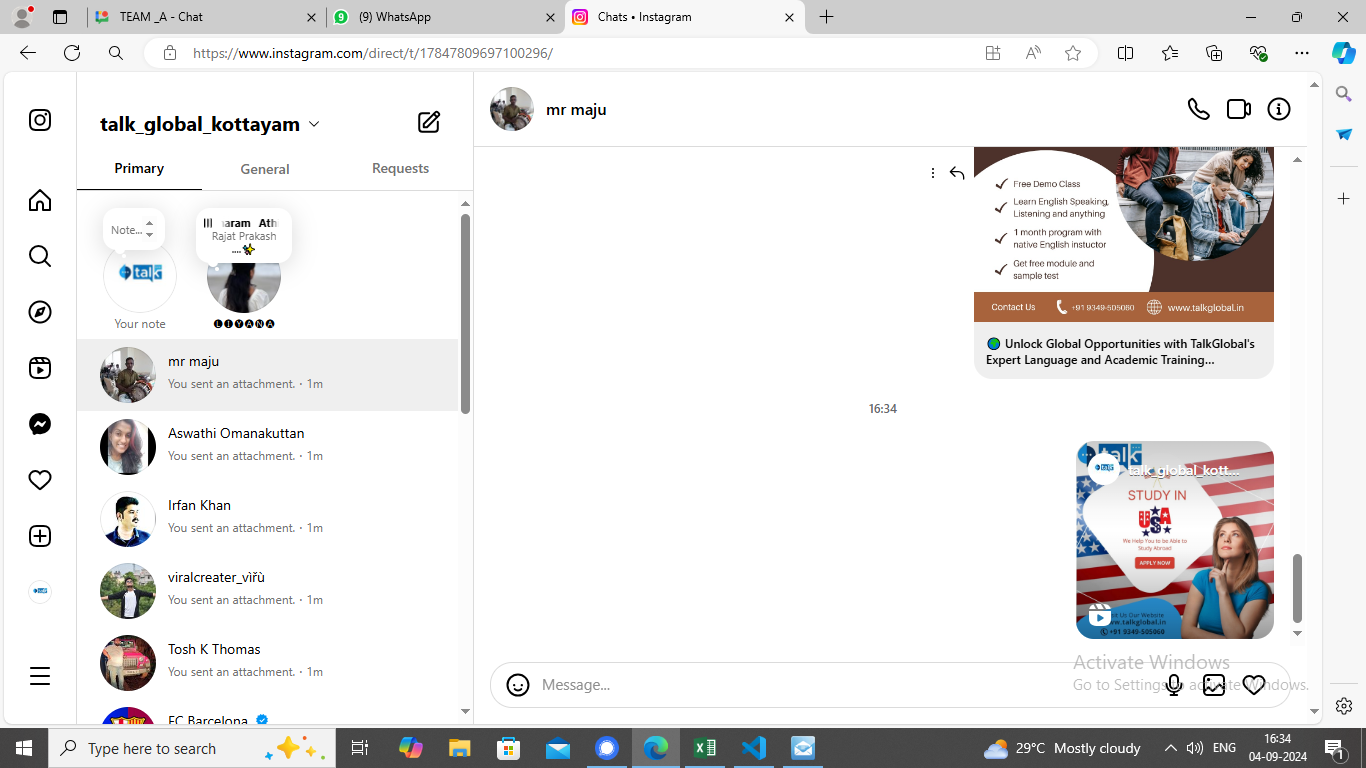 TEAM _A - Chat
(9) WhatsApp
Chats • Instagram
https://www.instagram.com/direct/t/17847809697100296/
talk_global_kottayam
Primary
General
Requests
Note...
aram Ath
Rajat Prakash
....✨
talk
Your note
🅛🅘🅨🅐🅝🅐
mr maju
You sent an attachment. · 1m
Aswathi Omanakuttan
You sent an attachment. · 1m
Irfan Khan
You sent an attachment. · 1m
viralcreater_vìřù
You sent an attachment. · 1m
Tosh K Thomas
You sent an attachment. · 1m
FC Barcelona
mr maju
Free Demo Class
Learn English Speaking,
Listening and anything
1 month program with
native English instuctor
Get free module and
sample test
Contact Us
+91 9349-505060
www.talkglobal.in
🌍 Unlock Global Opportunities with TalkGlobal's
Expert Language and Academic Training...
16:34
talk
talk_global_kott...
STUDY IN
USA
We Help You to be Able to
Study Abroad
APPLY NOW
Us Our Website
www.talkglobal.in
+91 9349-505060
Message...
Activate Windows
Go to Settings to activate Windows.
Type here to search
29°C Mostly cloudy
ENG
16:34
04-09-2024
1